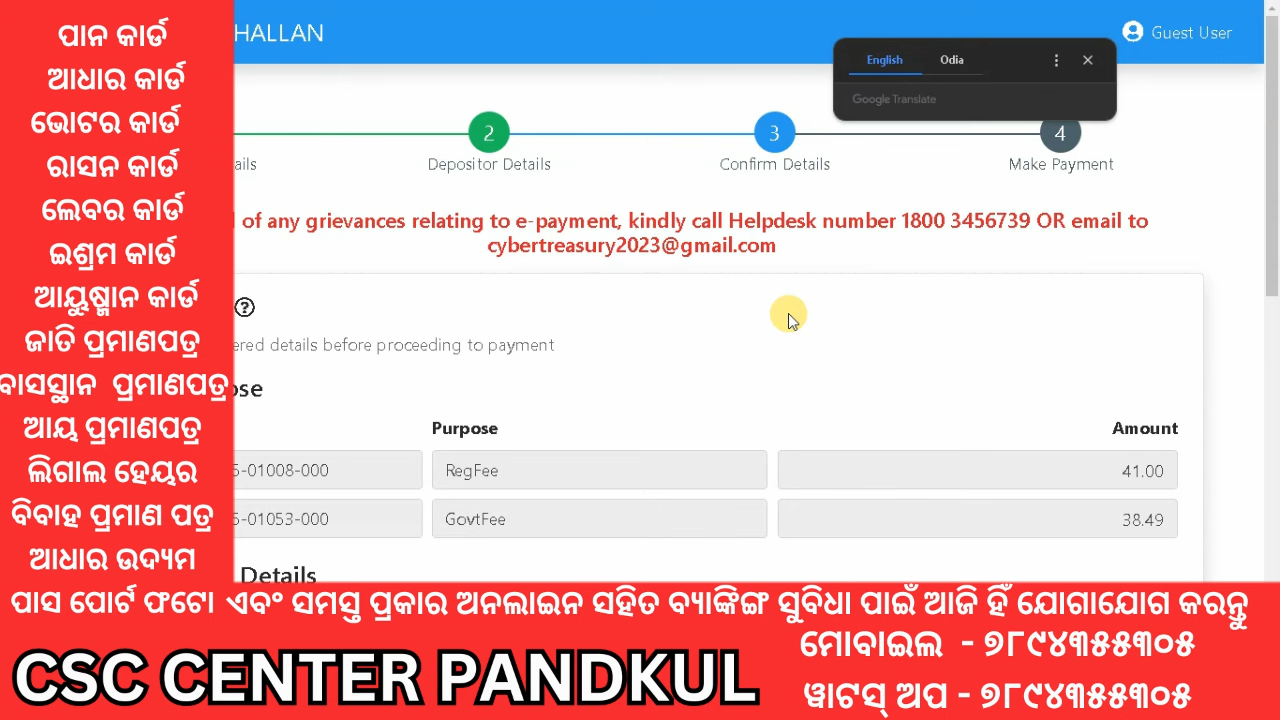 ପାନ କାର୍ଡ
ଆଧାର କାର୍ଡ
ଭୋଟର କାର୍ଡ
ରାସନ କାର୍ଡ
ଲେବର କାର୍ଡ
ଇଶ୍ରମ କାର୍ଡ
ଆୟୁଷ୍ମାନ କାର୍ଡ
ଜାତି ପ୍ରମାଣପତ୍ର
ବାସସ୍ଥାନ ପ୍ରମାଣପତ୍ର
ଆୟ ପ୍ରମାଣପତ୍ର
ଲିଗାଲ ହେୟର
ବିବାହ ପ୍ରମାଣ ପତ୍ର
ଆଧାର ଉଦ୍ୟମ
HALLAN
Guest User
English Odia
Google Translate
2 3 4
ails Depositor Details Confirm Details Make Payment
of any grievances relating to e-payment, kindly call Helpdesk number 1800 3456739 OR email to
cybertreasury2023@gmail.com
ered details before proceeding to payment
ose
Purpose Amount
5-01008-000 RegFee 41.00
5-01053-000 GovtFee 38.49
Details
ପାସ ପୋର୍ଟ ଫଟୋ ଏବଂ ସମସ୍ତ ପ୍ରକାର ଅନଲାଇନ ସହିତ ବ୍ୟାଙ୍କିଙ୍ଗ ସୁବିଧା ପାଇଁ ଆଜି ହିଁ ଯୋଗାଯୋଗ କରନ୍ତୁ
CSC CENTER PANDKUL
ମୋବାଇଲ - ୭୮୯୪୩୫୫୩୦୫
ୱାଟସ୍ ଅପ - ୭୮୯୪୩୫୫୩୦୫